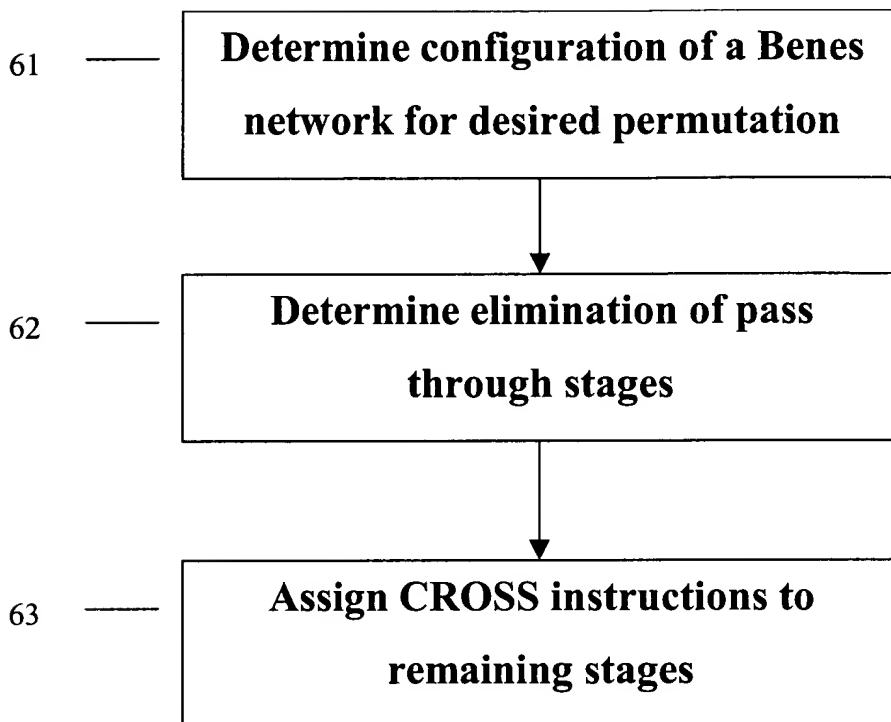 61
Determine configuration of a Benes
network for desired permutation
62
Determine elimination of pass
through stages
63
Assign CROSS instructions to
remaining stages